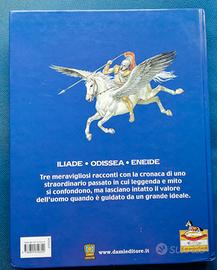 ILIADE • ODISSEA • ENEIDE
Tre meravigliosi racconti con la cronaca di uno
straordinario passato in cui leggenda e mito
si confondono, ma lasciano intatto il valore
dell'uomo quando è guidato da un grande ideale.
www.damieditore.it